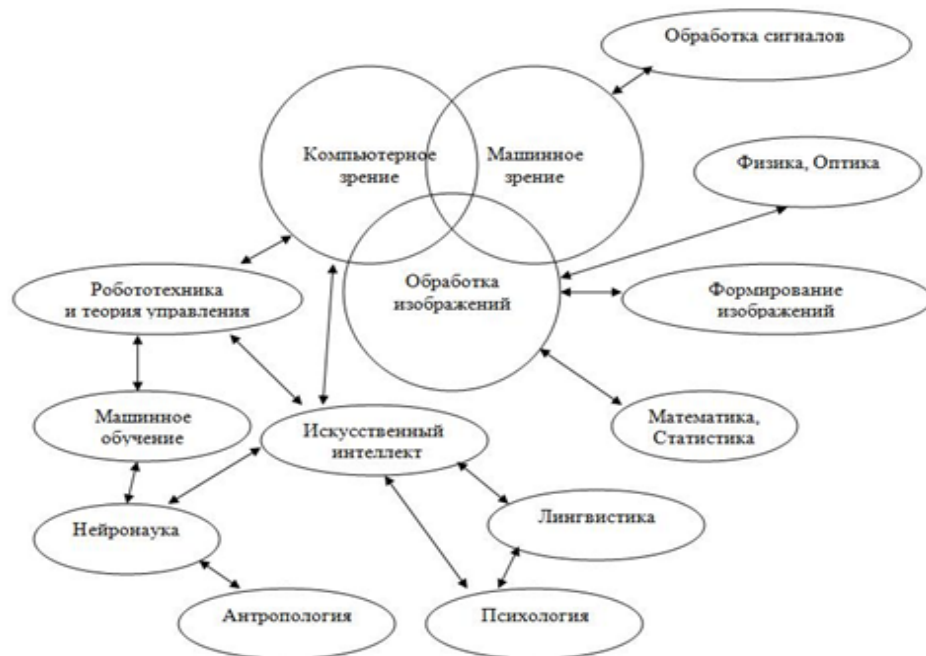 Обработка сигналов
Компьютерное
зрение
Машинное
зрение
Физика, Оптика
Обработка
изображений
Робототехника
и теория управления
Формирование
изображений
Машинное
обучение
Искусственный
интеллект
Математика,
Статистика
Нейронаука
Лингвистика
Антропология
Психология